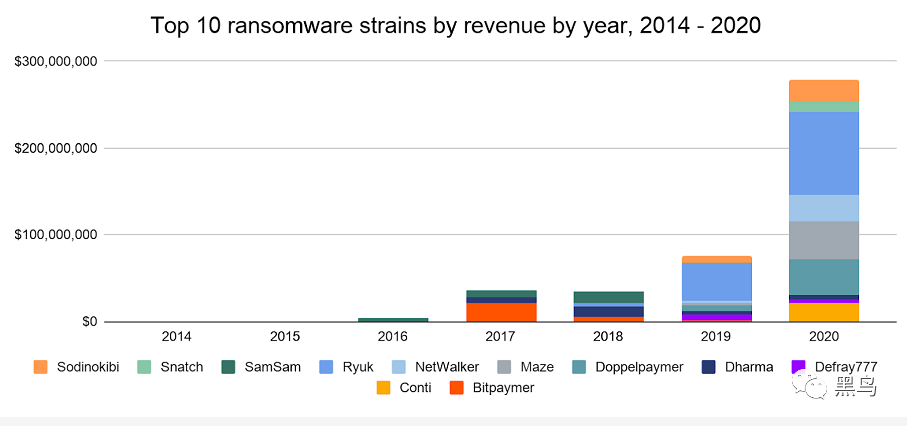 Top 10 ransomware strains by revenue by year, 2014 - 2020
$300,000,000
$200,000,000
$100,000,000
$0
2014 2015 2016 2017 2018 2019 2020
Sodinokibi Snatch SamSam Ryuk NetWalker Maze Doppelpaymer Dharma Defray777
Conti Bitpaymer
黑鸟